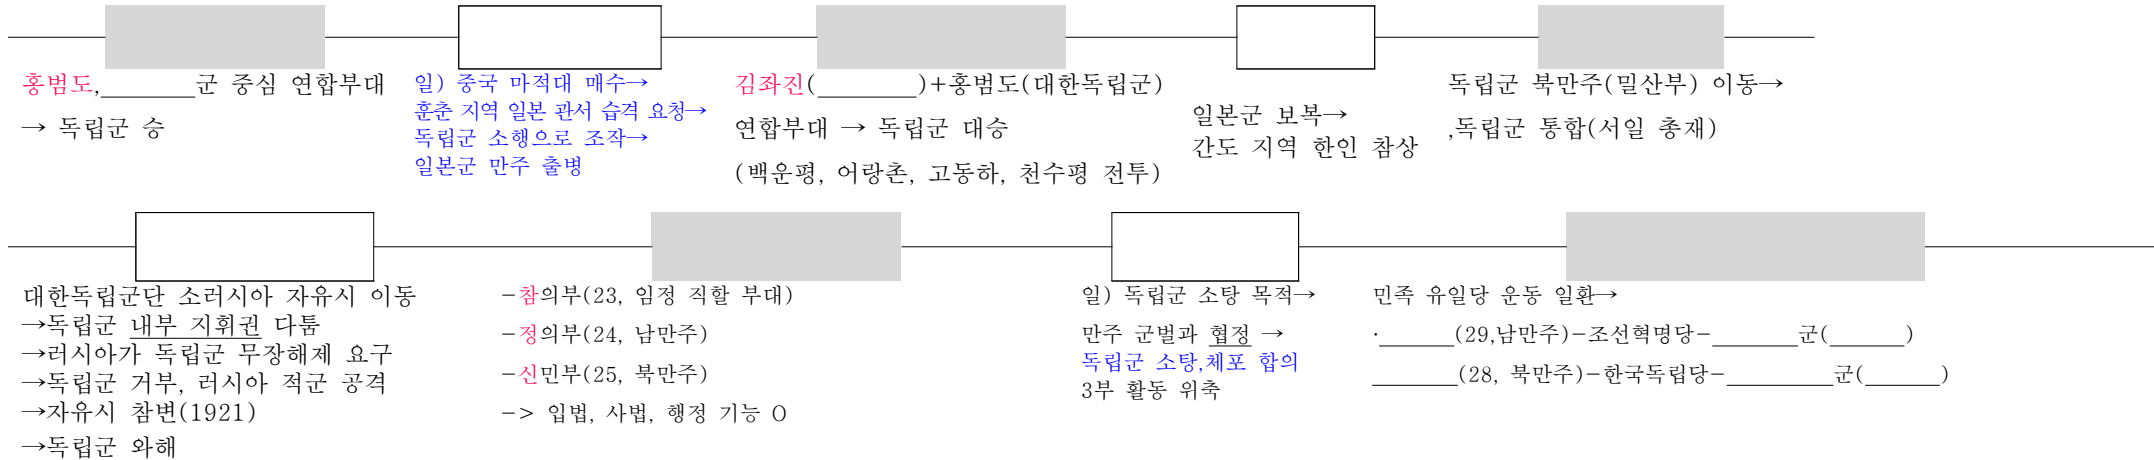 홍범도,________군 중심 연합부대
→ 독립군 승
일) 중국 마적대 매수→
훈춘 지역 일본 관서 습격 요청→
독립군 소행으로 조작→
일본군 만주 출병
김좌진(________)+홍범도(대한독립군)
연합부대 → 독립군 대승
(백운평, 어랑촌, 고동하, 천수평 전투)
일본군 보복→
간도 지역 한인 참상
독립군 북만주(밀산부) 이동→
,독립군 통합(서일 총재)
대한독립군단 소러시아 자유시 이동
→독립군 내부 지휘권 다툼
→러시아가 독립군 무장해제 요구
→독립군 거부, 러시아 적군 공격
→자유시 참변(1921)
→독립군 와해
-참의부(23, 임정 직할 부대)
-정의부(24, 남만주)
-신민부(25, 북만주)
-> 입법, 사법, 행정 기능 O
일) 독립군 소탕 목적→
만주 군벌과 협정 →
독립군 소탕,체포 합의
3부 활동 위축
민족 유일당 운동 일환→
·_______(29,남만주)-조선혁명당-________군(______)
________(28, 북만주)-한국독립당-__________군(_______)